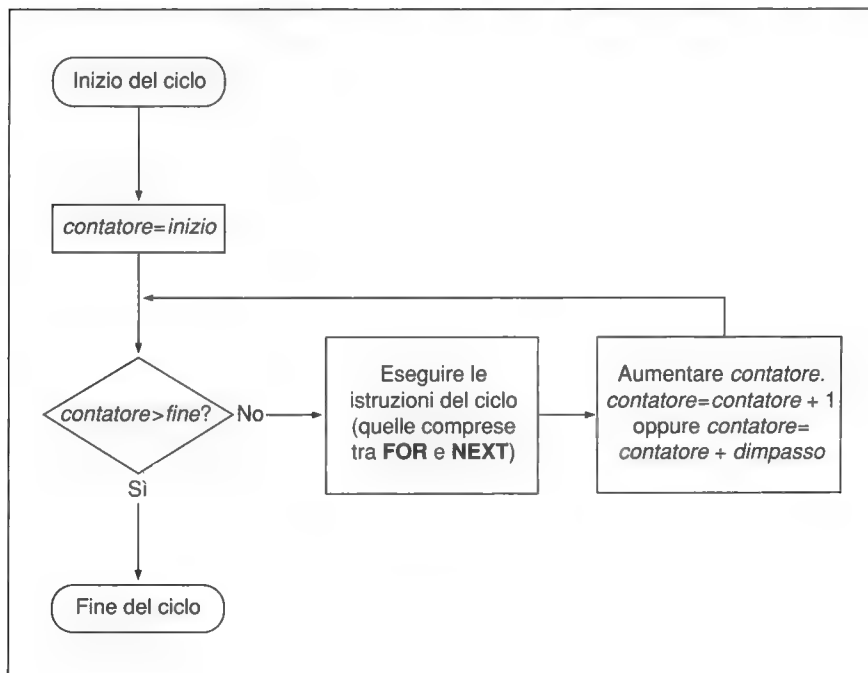 Inizio del ciclo
contatore=inizio
contatore>fine?
No
Eseguire le
istruzioni del ciclo
(quelle comprese
tra FOR e NEXT)
Aumentare contatore.
contatore=contatore + 1
oppure contatore=
contatore + dimpasso
Sì
Fine del ciclo